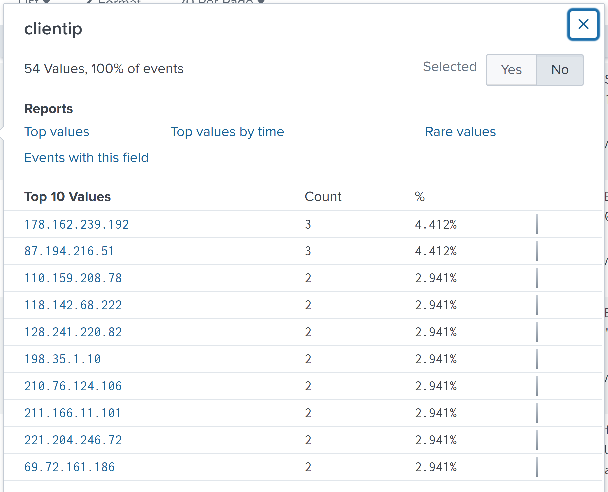 clientip
54 Values, 100% of events
Selected Yes No
Reports
Top values Top values by time Rare values
Events with this field
Top 10 Values Count %
178.162.239.192 3 4.412%
87.194.216.51 3 4.412%
110.159.208.78 2 2.941%
118.142.68.222 2 2.941%
128.241.220.82 2 2.941%
198.35.1.10 2 2.941%
210.76.124.106 2 2.941%
211.166.11.101 2 2.941%
221.204.246.72 2 2.941%
69.72.161.186 2 2.941%